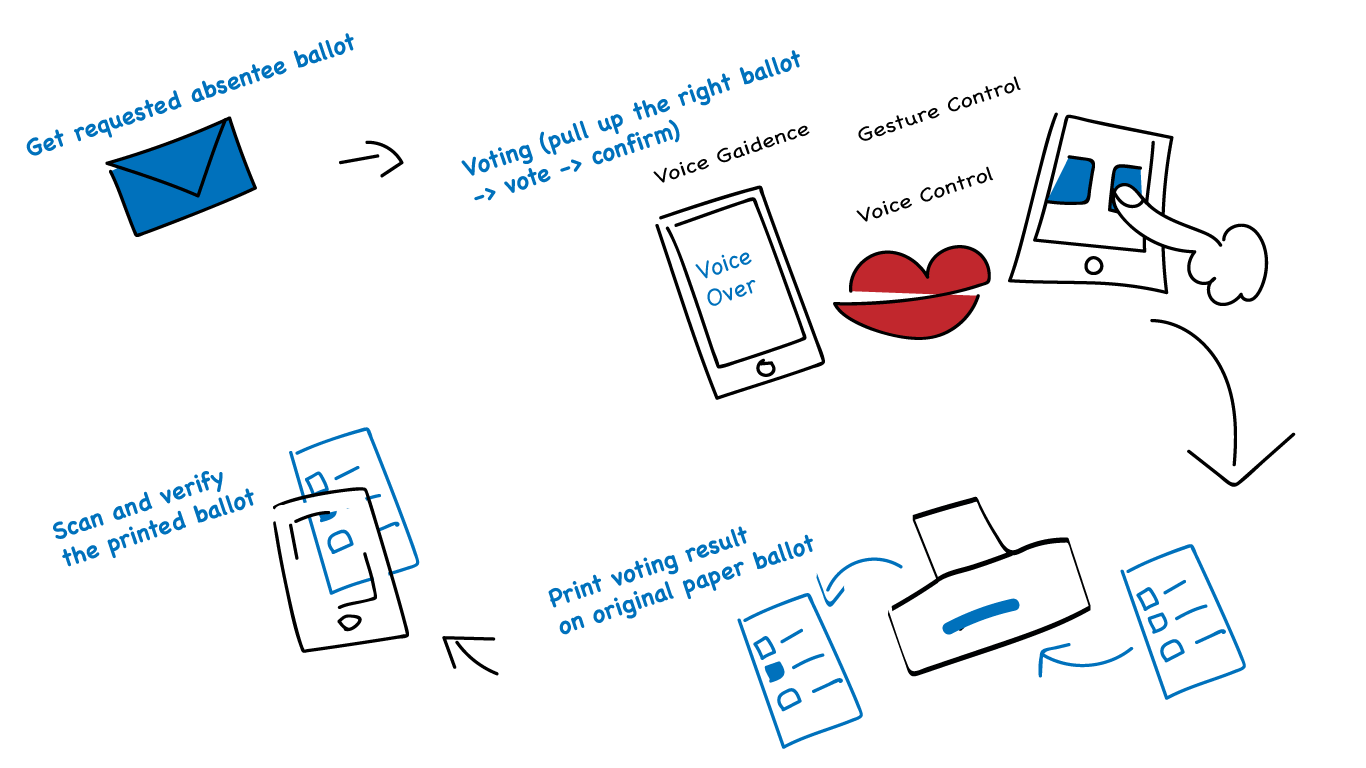 Get requested absentee ballot
Voting (pull up the right ballot
-> vote -> confirm)
Voice Gaidence
Gesture Control
Voice Control
Voice
Over
Scan and verify
the printed ballot
Print voting result
on original paper ballot